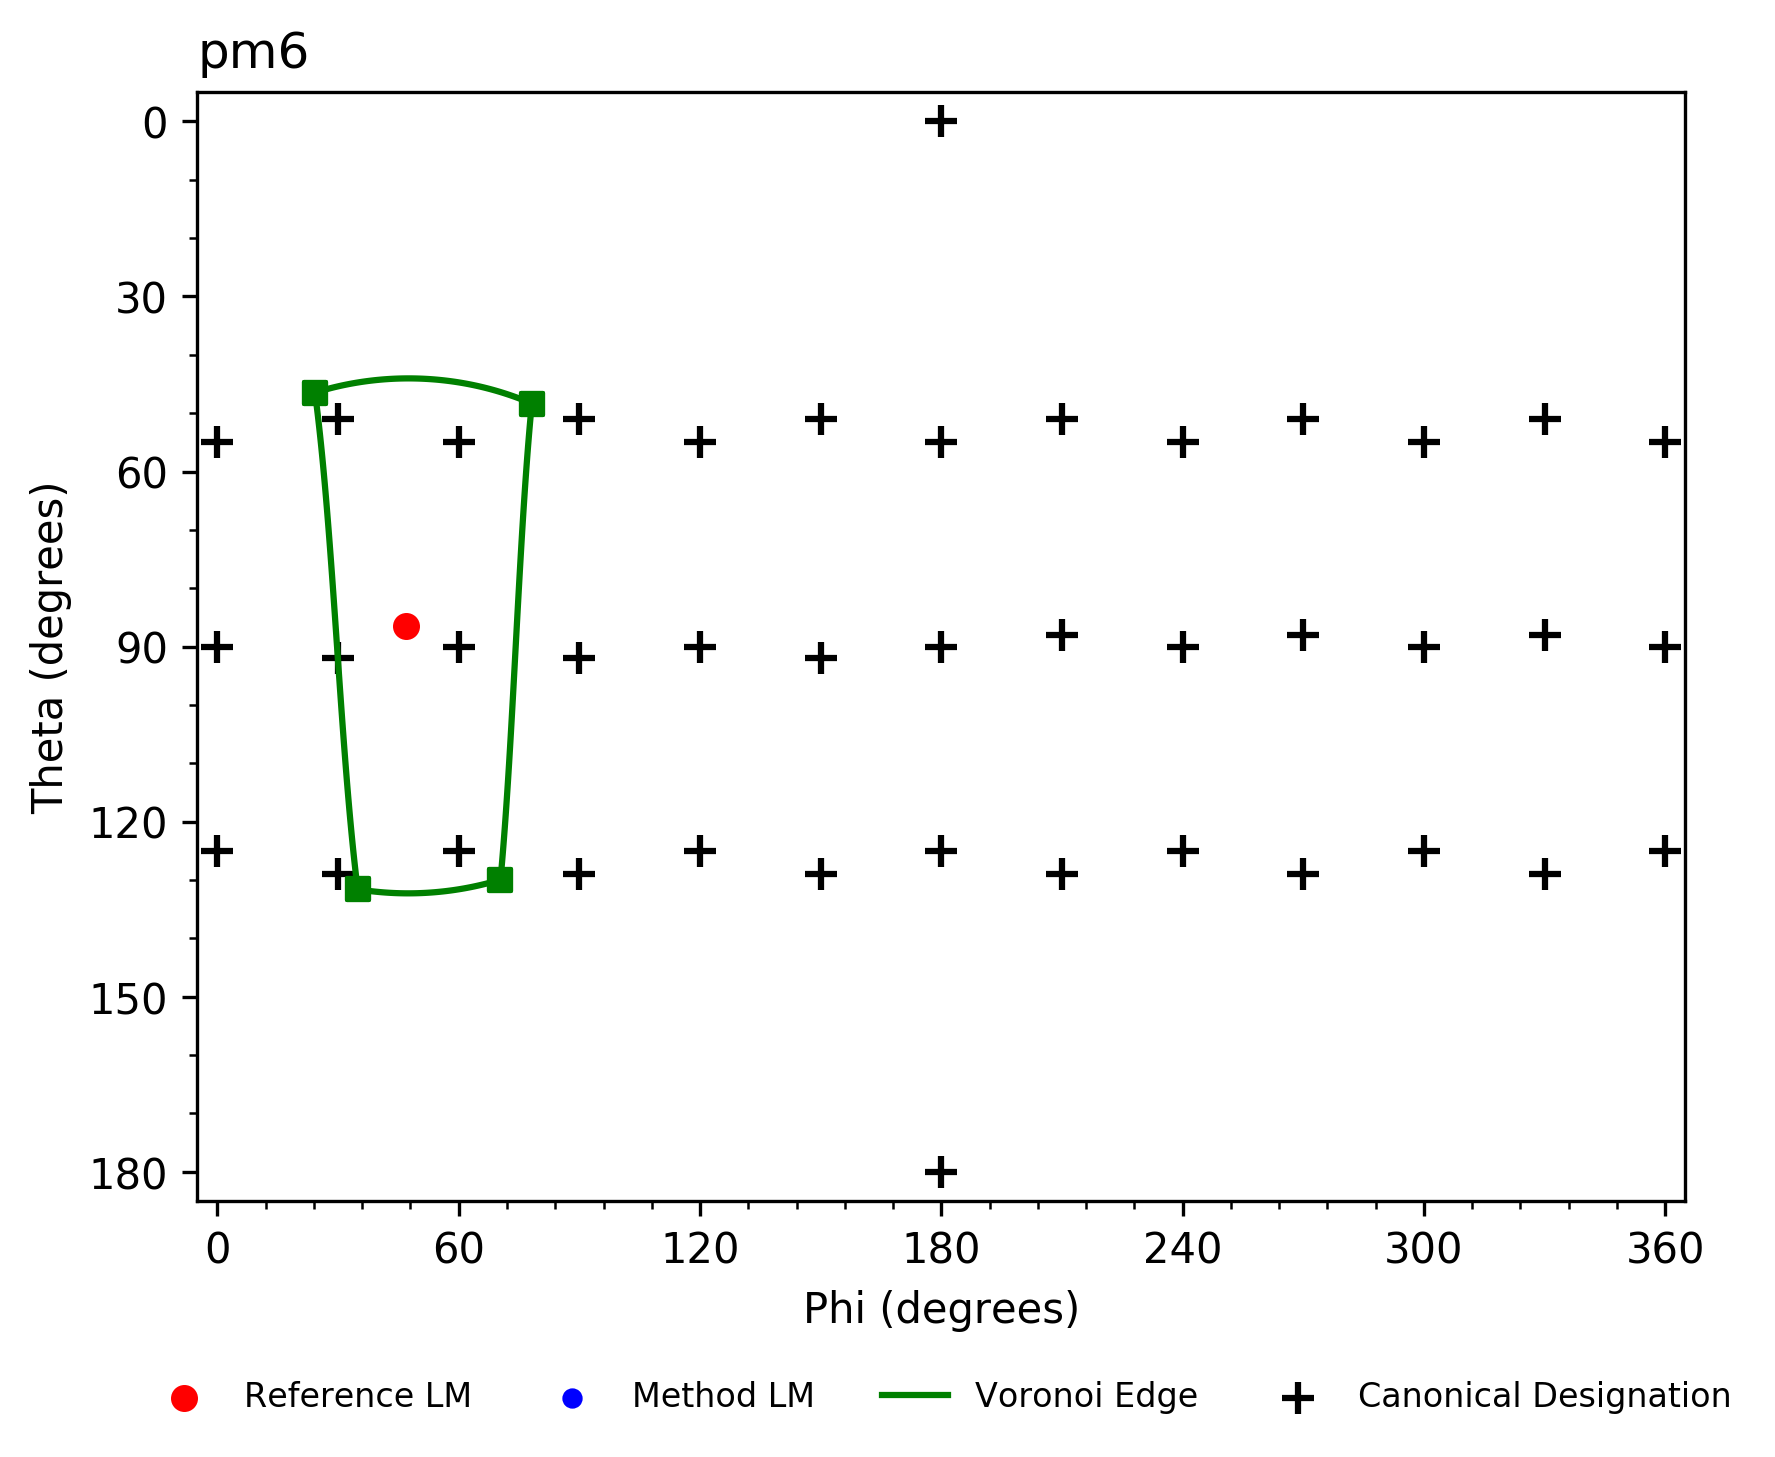 pm6
0
30
60
90
120
150
180
Theta (degrees)
0 60 120 180 240 300 360
Phi (degrees)
Reference LM Method LM Voronoi Edge Canonical Designation